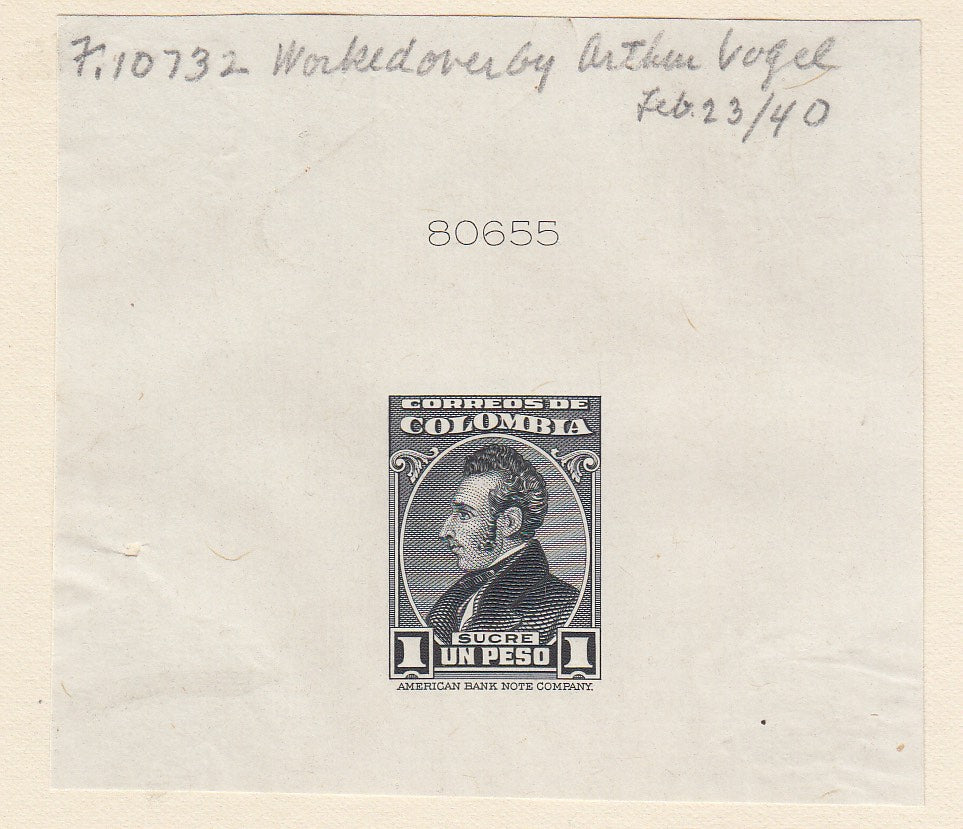 F.10732 Worked over by Arthur Vogel
Feb. 23/40
80655
CORREOS DE
COLOMBIA
SUCRE
1 UN PESO 1
AMERICAN BANK NOTE COMPANY.